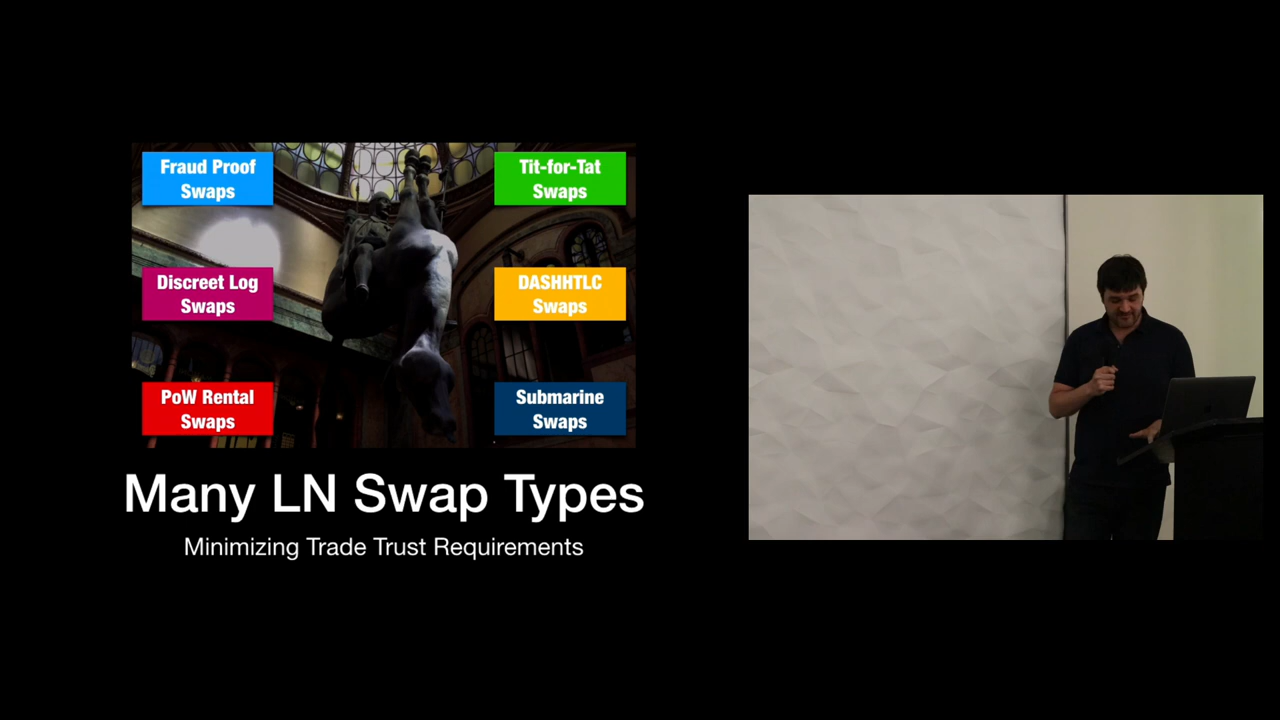 Fraud Proof
Swaps
Tit-for-Tat
Swaps
Discreet Log
Swaps
DASHHTLC
Swaps
PoW Rental
Swaps
Submarine
Swaps
Many LN Swap Types
Minimizing Trade Trust Requirements